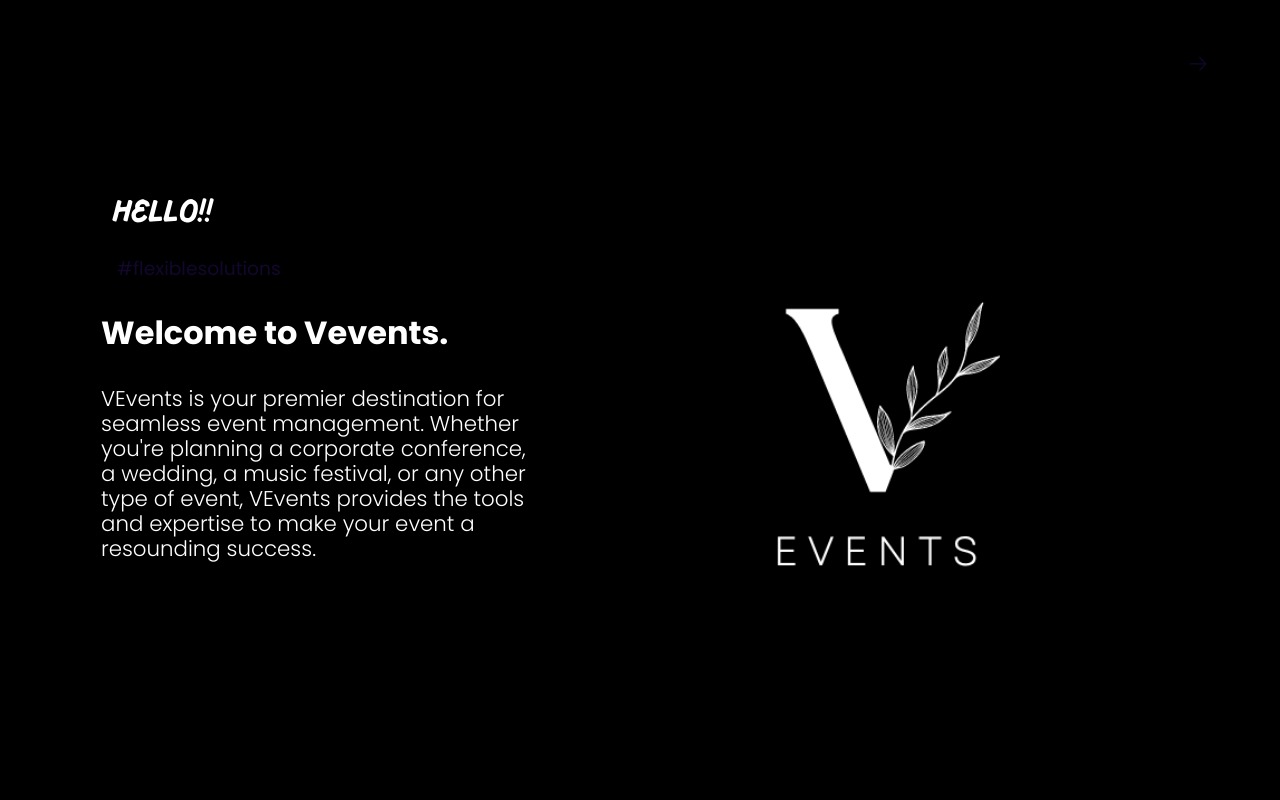 HELLO!!
#flexiblesolutions
Welcome to Vevents.
VEvents is your premier destination for
seamless event management. Whether
you're planning a corporate conference,
a wedding, a music festival, or any other
type of event, VEvents provides the tools
and expertise to make your event a
resounding success.
V
EVENTS